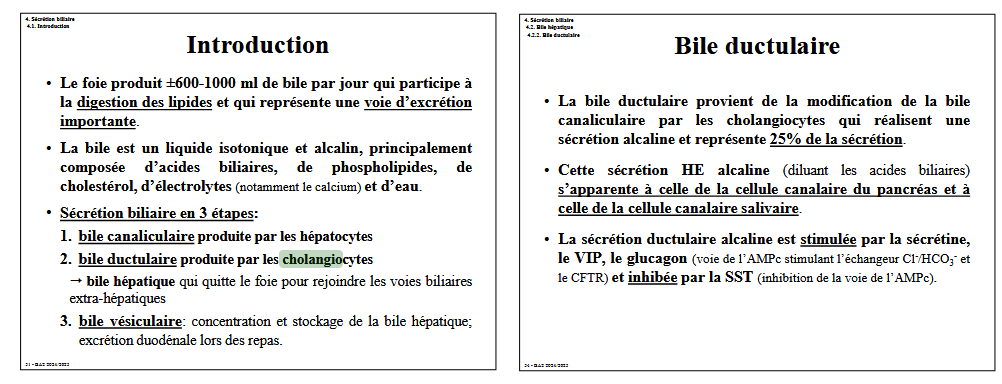 4. Sécrétion biliaire
4.1. Introduction
Introduction
• Le foie produit ±600-1000 ml de bile par jour qui participe à
la digestion des lipides et qui représente une voie d’excrétion
importante.
• La bile est un liquide isotonique et alcalin, principalement
composée d’acides biliaires, de phospholipides, de
cholestérol, d’électrolytes (notamment le calcium) et d’eau.
• Sécrétion biliaire en 3 étapes:
1. bile canaliculaire produite par les hépatocytes
2. bile ductulaire produite par les cholangiocytes
→ bile hépatique qui quitte le foie pour rejoindre les voies biliaires
extra-hépatiques
3. bile vésiculaire: concentration et stockage de la bile hépatique;
excrétion duodénale lors des repas.
4. Sécrétion biliaire
4.2. Bile hépatique
4.2.2. Bile ductulaire
Bile ductulaire
• La bile ductulaire provient de la modification de la bile
canaliculaire par les cholangiocytes qui réalisent une
sécrétion alcaline et représente 25% de la sécrétion.
• Cette sécrétion HE alcaline (diluant les acides biliaires)
s’apparente à celle de la cellule canalaire du pancréas et à
celle de la cellule canalaire salivaire.
• La sécrétion ductulaire alcaline est stimulée par la sécrétine,
le VIP, le glucagon (voie de l’AMPc stimulant l’échangeur Cl⁻/HCO₃⁻ et
le CFTR) et inhibée par la SST (inhibition de la voie de l’AMPc).